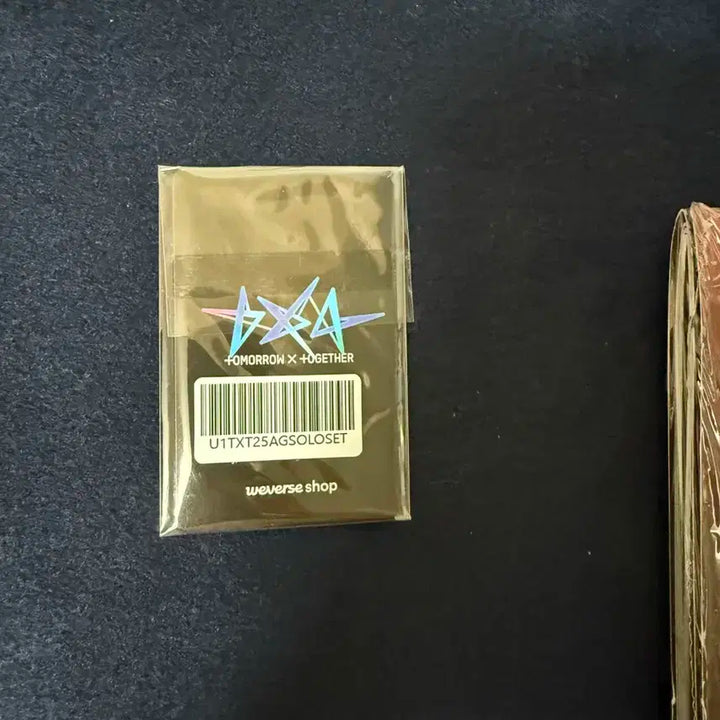 TOMORROW X TOGETHER
U1TXT25AGSOLOSET
weverse shop